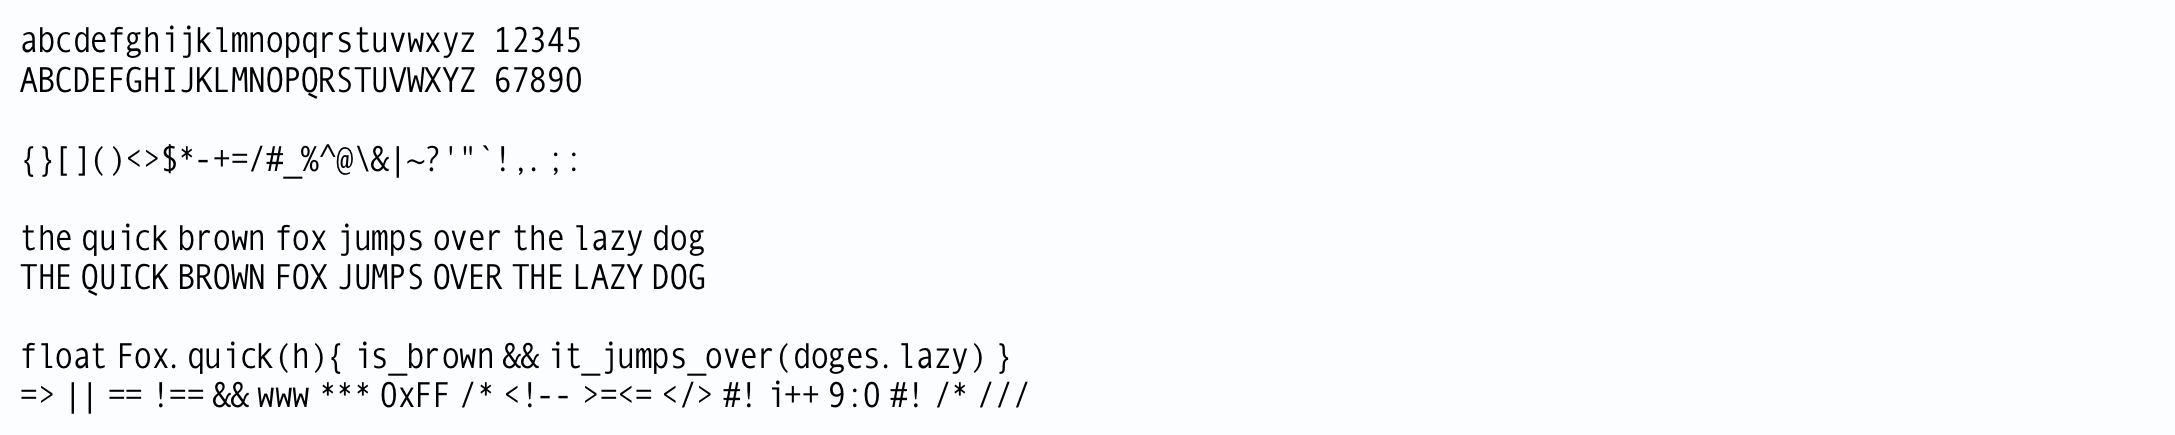 abcdefghijklmnopqrstuvwxyz 12345
ABCDEFGHIJKLMNOPQRSTUVWXYZ 67890
{}[]()<>$*-+=/#_%^@\&|~?'"`!,.;:
the quick brown fox jumps over the lazy dog
THE QUICK BROWN FOX JUMPS OVER THE LAZY DOG
float Fox.quick(h){ is_brown && it_jumps_over(doges.lazy) }
=> || == !== && www *** 0xFF /* <!-- >=<= </> #! i++ 9:0 #! /* ///